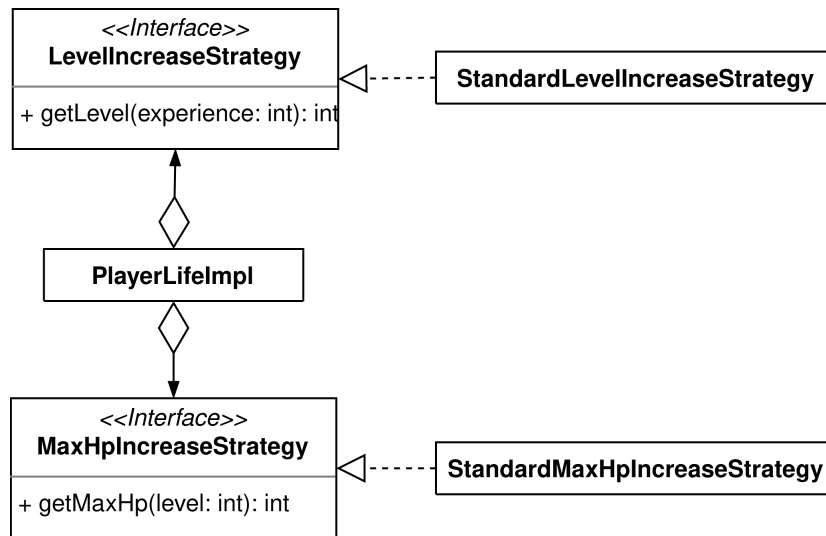 <<Interface>>
LevelIncreaseStrategy
+ getLevel(experience: int): int
StandardLevelIncreaseStrategy
PlayerLifeImpl
<<Interface>>
MaxHpIncreaseStrategy
+ getMaxHp(level: int): int
StandardMaxHpIncreaseStrategy